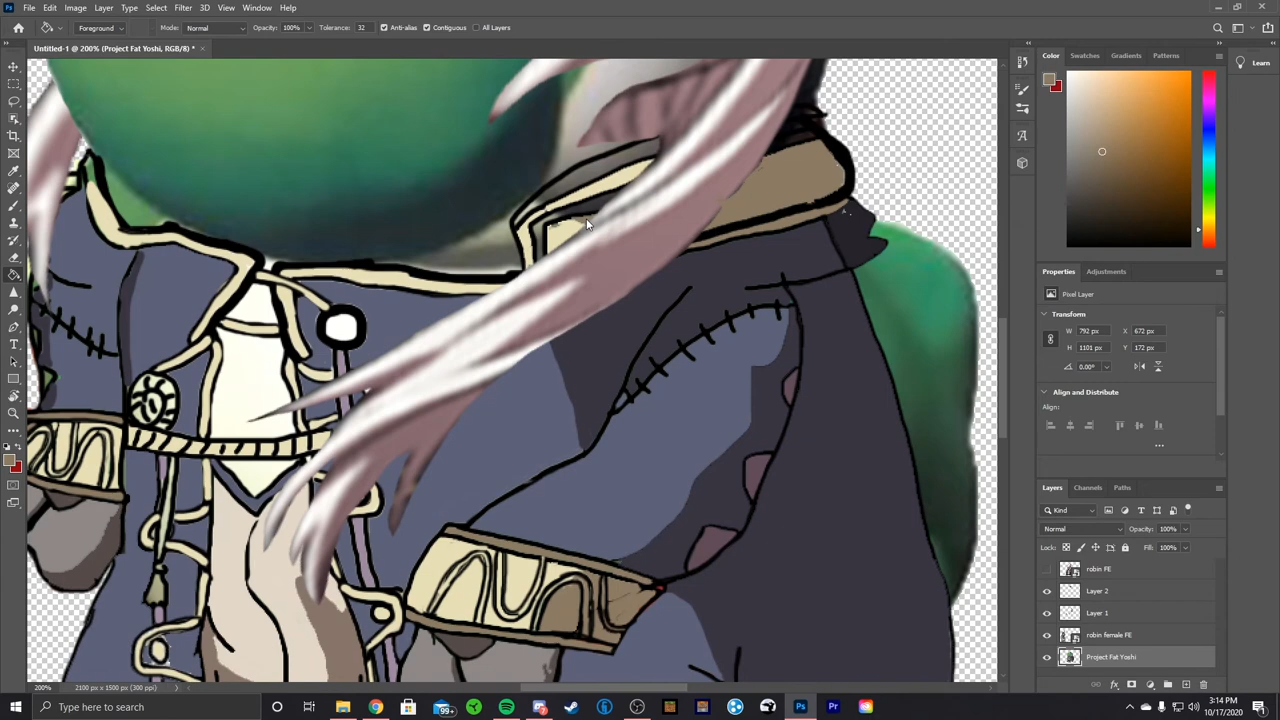 Ps File Edit Image Layer Type Select Filter 3D View Window Help
Foreground Mode: Normal Opacity: 100% Tolerance: 32 Anti-alias Contiguous All Layers
Untitled-1 @ 200% (Project Fat Yoshi, RGB/8) * ×
Color Swatches Gradients Patterns
Learn
Properties Adjustments
Pixel Layer
Transform
W 792 px X 672 px
H 1101 px Y 172 px
0.00°
Align and Distribute
Align:
Layers Channels Paths
Kind
Normal Opacity: 100%
Lock: Fill: 100%
robin FE
Layer 2
Layer 1
robin female FE
Project Fat Yoshi
200% 2100 px x 1500 px (300 ppi)
Type here to search
99+
Ps
Pr
3:14 PM
10/17/2020